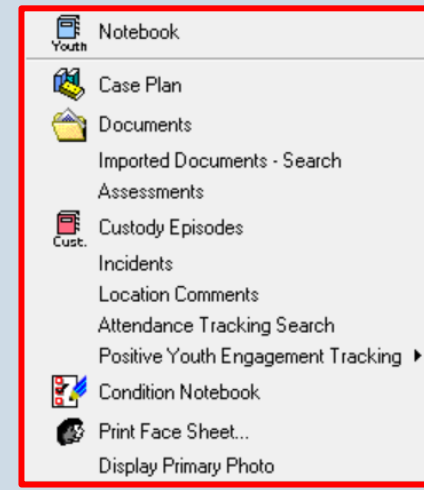 Youth Notebook
Case Plan
Documents
Imported Documents - Search
Assessments
Cust. Custody Episodes
Incidents
Location Comments
Attendance Tracking Search
Positive Youth Engagement Tracking
Condition Notebook
Print Face Sheet...
Display Primary Photo